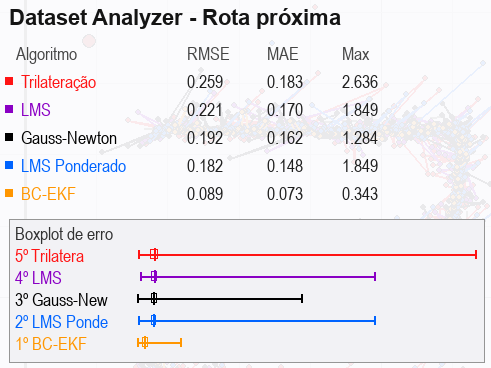 Dataset Analyzer - Rota próxima
Algoritmo RMSE MAE Max
Trilateração 0.259 0.183 2.636
LMS 0.221 0.170 1.849
Gauss-Newton 0.192 0.162 1.284
LMS Ponderado 0.182 0.148 1.849
BC-EKF 0.089 0.073 0.343
Boxplot de erro
5º Trilatera
4º LMS
3º Gauss-New
2º LMS Ponde
1º BC-EKF